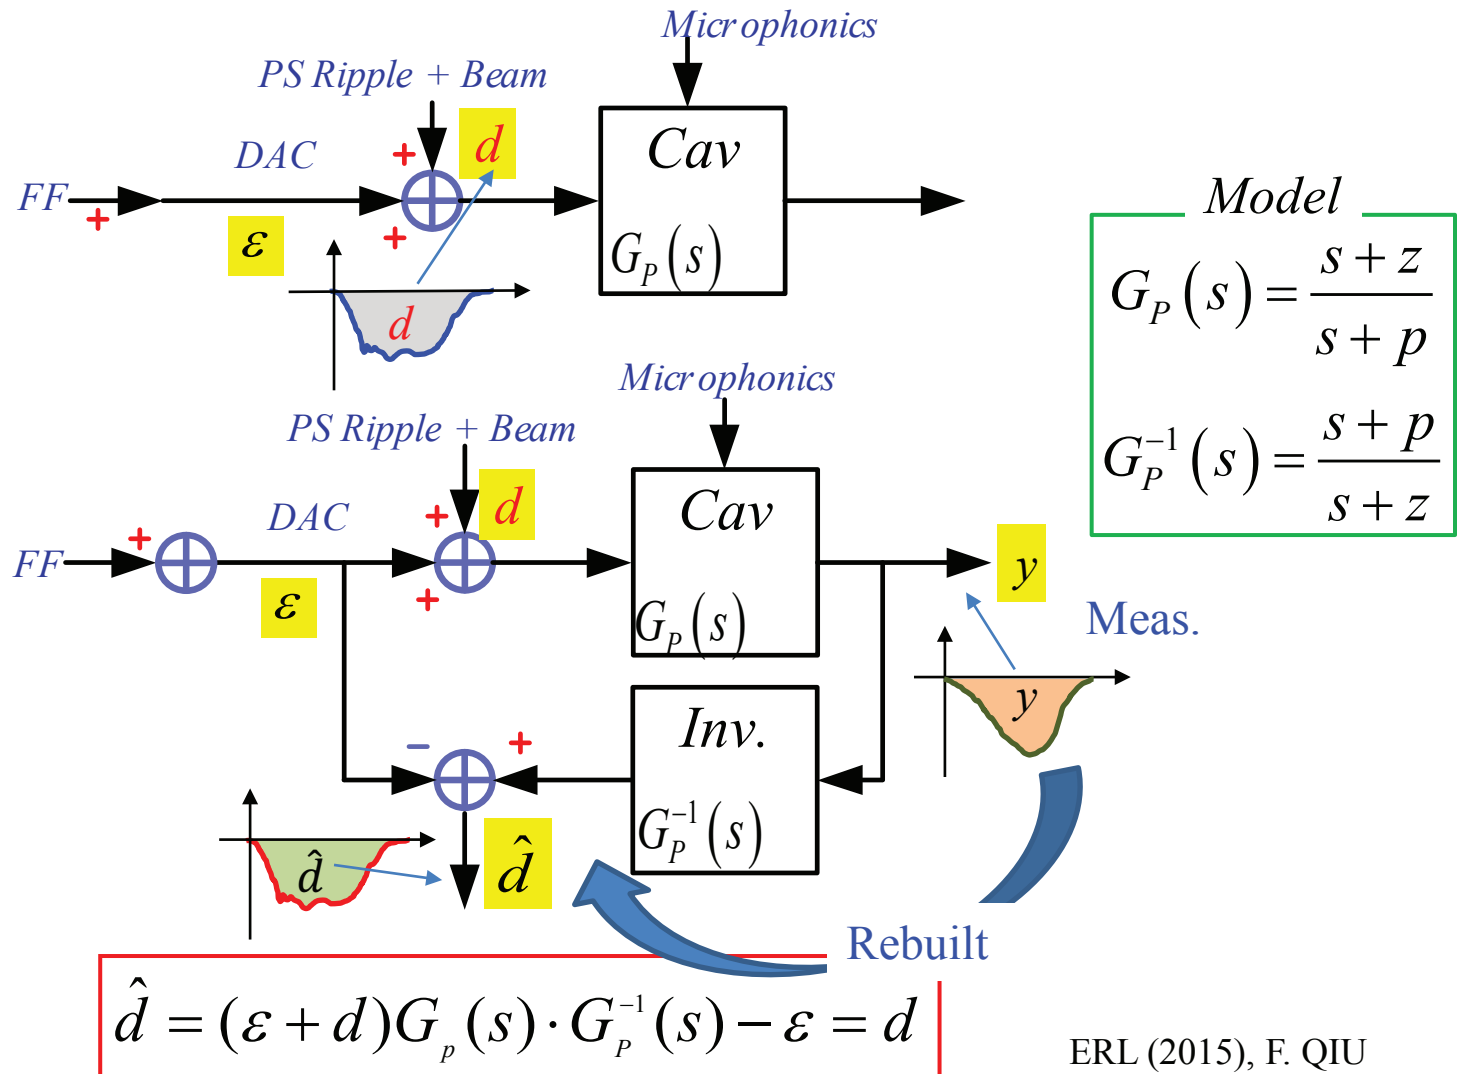 Microphonics
PS Ripple + Beam
d
Cav
DAC
FF
+
+
+
ε
G_P(s)
d
Model
G_P(s) = (s + z)/(s + p)
G_P^{-1}(s) = (s + p)/(s + z)
Microphonics
PS Ripple + Beam
d
Cav
DAC
FF
+
+
+
ε
G_P(s)
y
Meas.
y
Inv.
G_P^{-1}(s)
−
+
d̂
d̂
Rebuilt
d̂ = (ε + d)G_p(s) · G_P^{-1}(s) − ε = d
ERL (2015), F. QIU